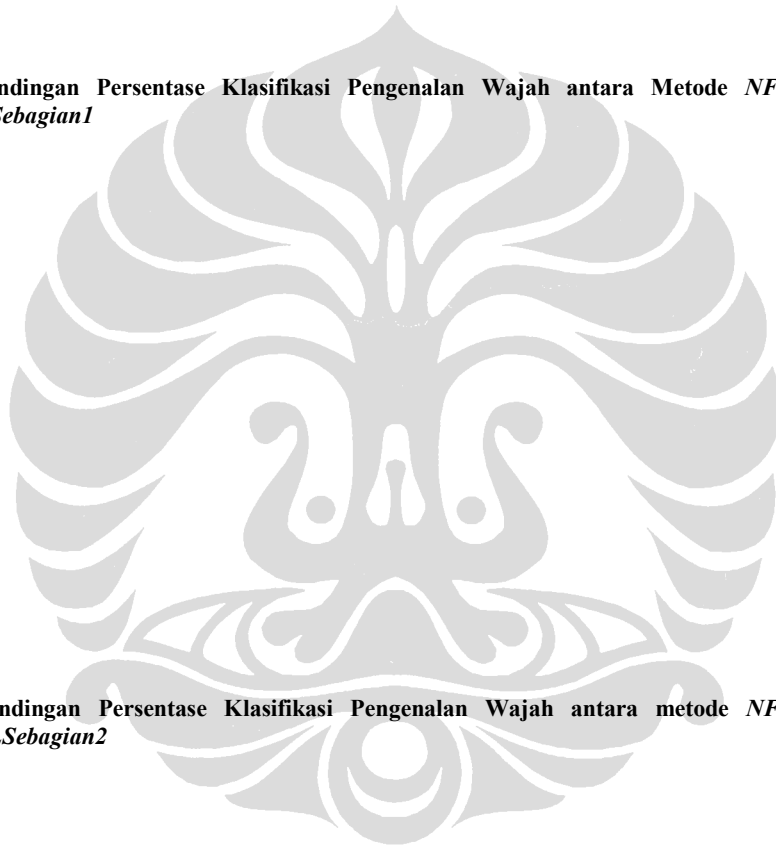 ndingan Persentase Klasifikasi Pengenalan Wajah antara Metode NF
Sebagian1
ndingan Persentase Klasifikasi Pengenalan Wajah antara metode NF
Sebagian2